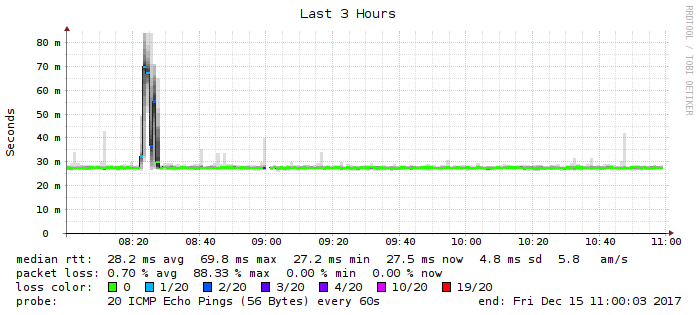 Last 3 Hours
RRDTOOL / TOBI OETIKER
Seconds
80 m
70 m
60 m
50 m
40 m
30 m
20 m
10 m
0
08:20 08:40 09:00 09:20 09:40 10:00 10:20 10:40 11:00
median rtt: 28.2 ms avg 69.8 ms max 27.2 ms min 27.5 ms now 4.8 ms sd 5.8 am/s
packet loss: 0.70 % avg 88.33 % max 0.00 % min 0.00 % now
loss color: 0 1/20 2/20 3/20 4/20 10/20 19/20
probe: 20 ICMP Echo Pings (56 Bytes) every 60s end: Fri Dec 15 11:00:03 2017